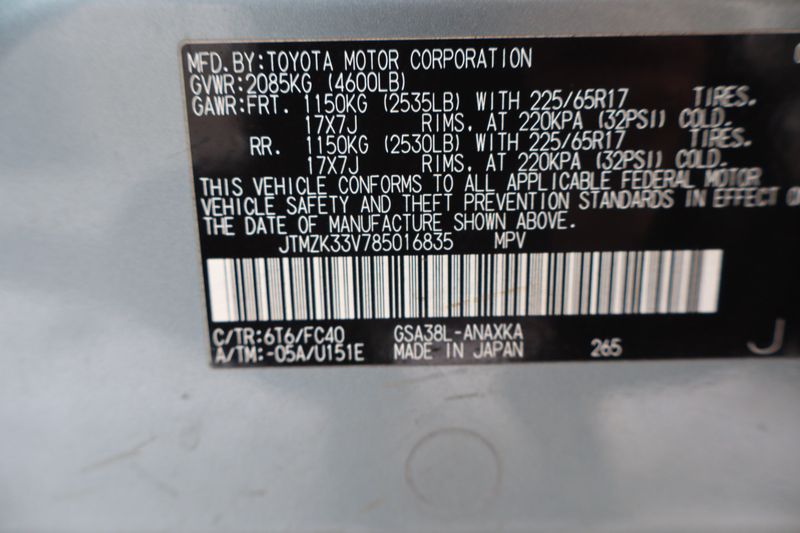 MFD.BY:TOYOTA MOTOR CORPORATION
GVWR:2085KG (4600LB)
GAWR:FRT. 1150KG (2535LB) WITH 225/65R17 TIRES.
17X7J RIMS, AT 220KPA (32PSI) COLD.
RR. 1150KG (2530LB) WITH 225/65R17 TIRES.
17X7J RIMS, AT 220KPA (32PSI) COLD.
THIS VEHICLE CONFORMS TO ALL APPLICABLE FEDERAL MOTOR
VEHICLE SAFETY AND THEFT PREVENTION STANDARDS IN EFFECT
THE DATE OF MANUFACTURE SHOWN ABOVE.
JTMZK33V785016835 MPV
C/TR:6T6/FC40 GSA38L-ANAXKA
A/TM:-05A/U151E MADE IN JAPAN 265
J